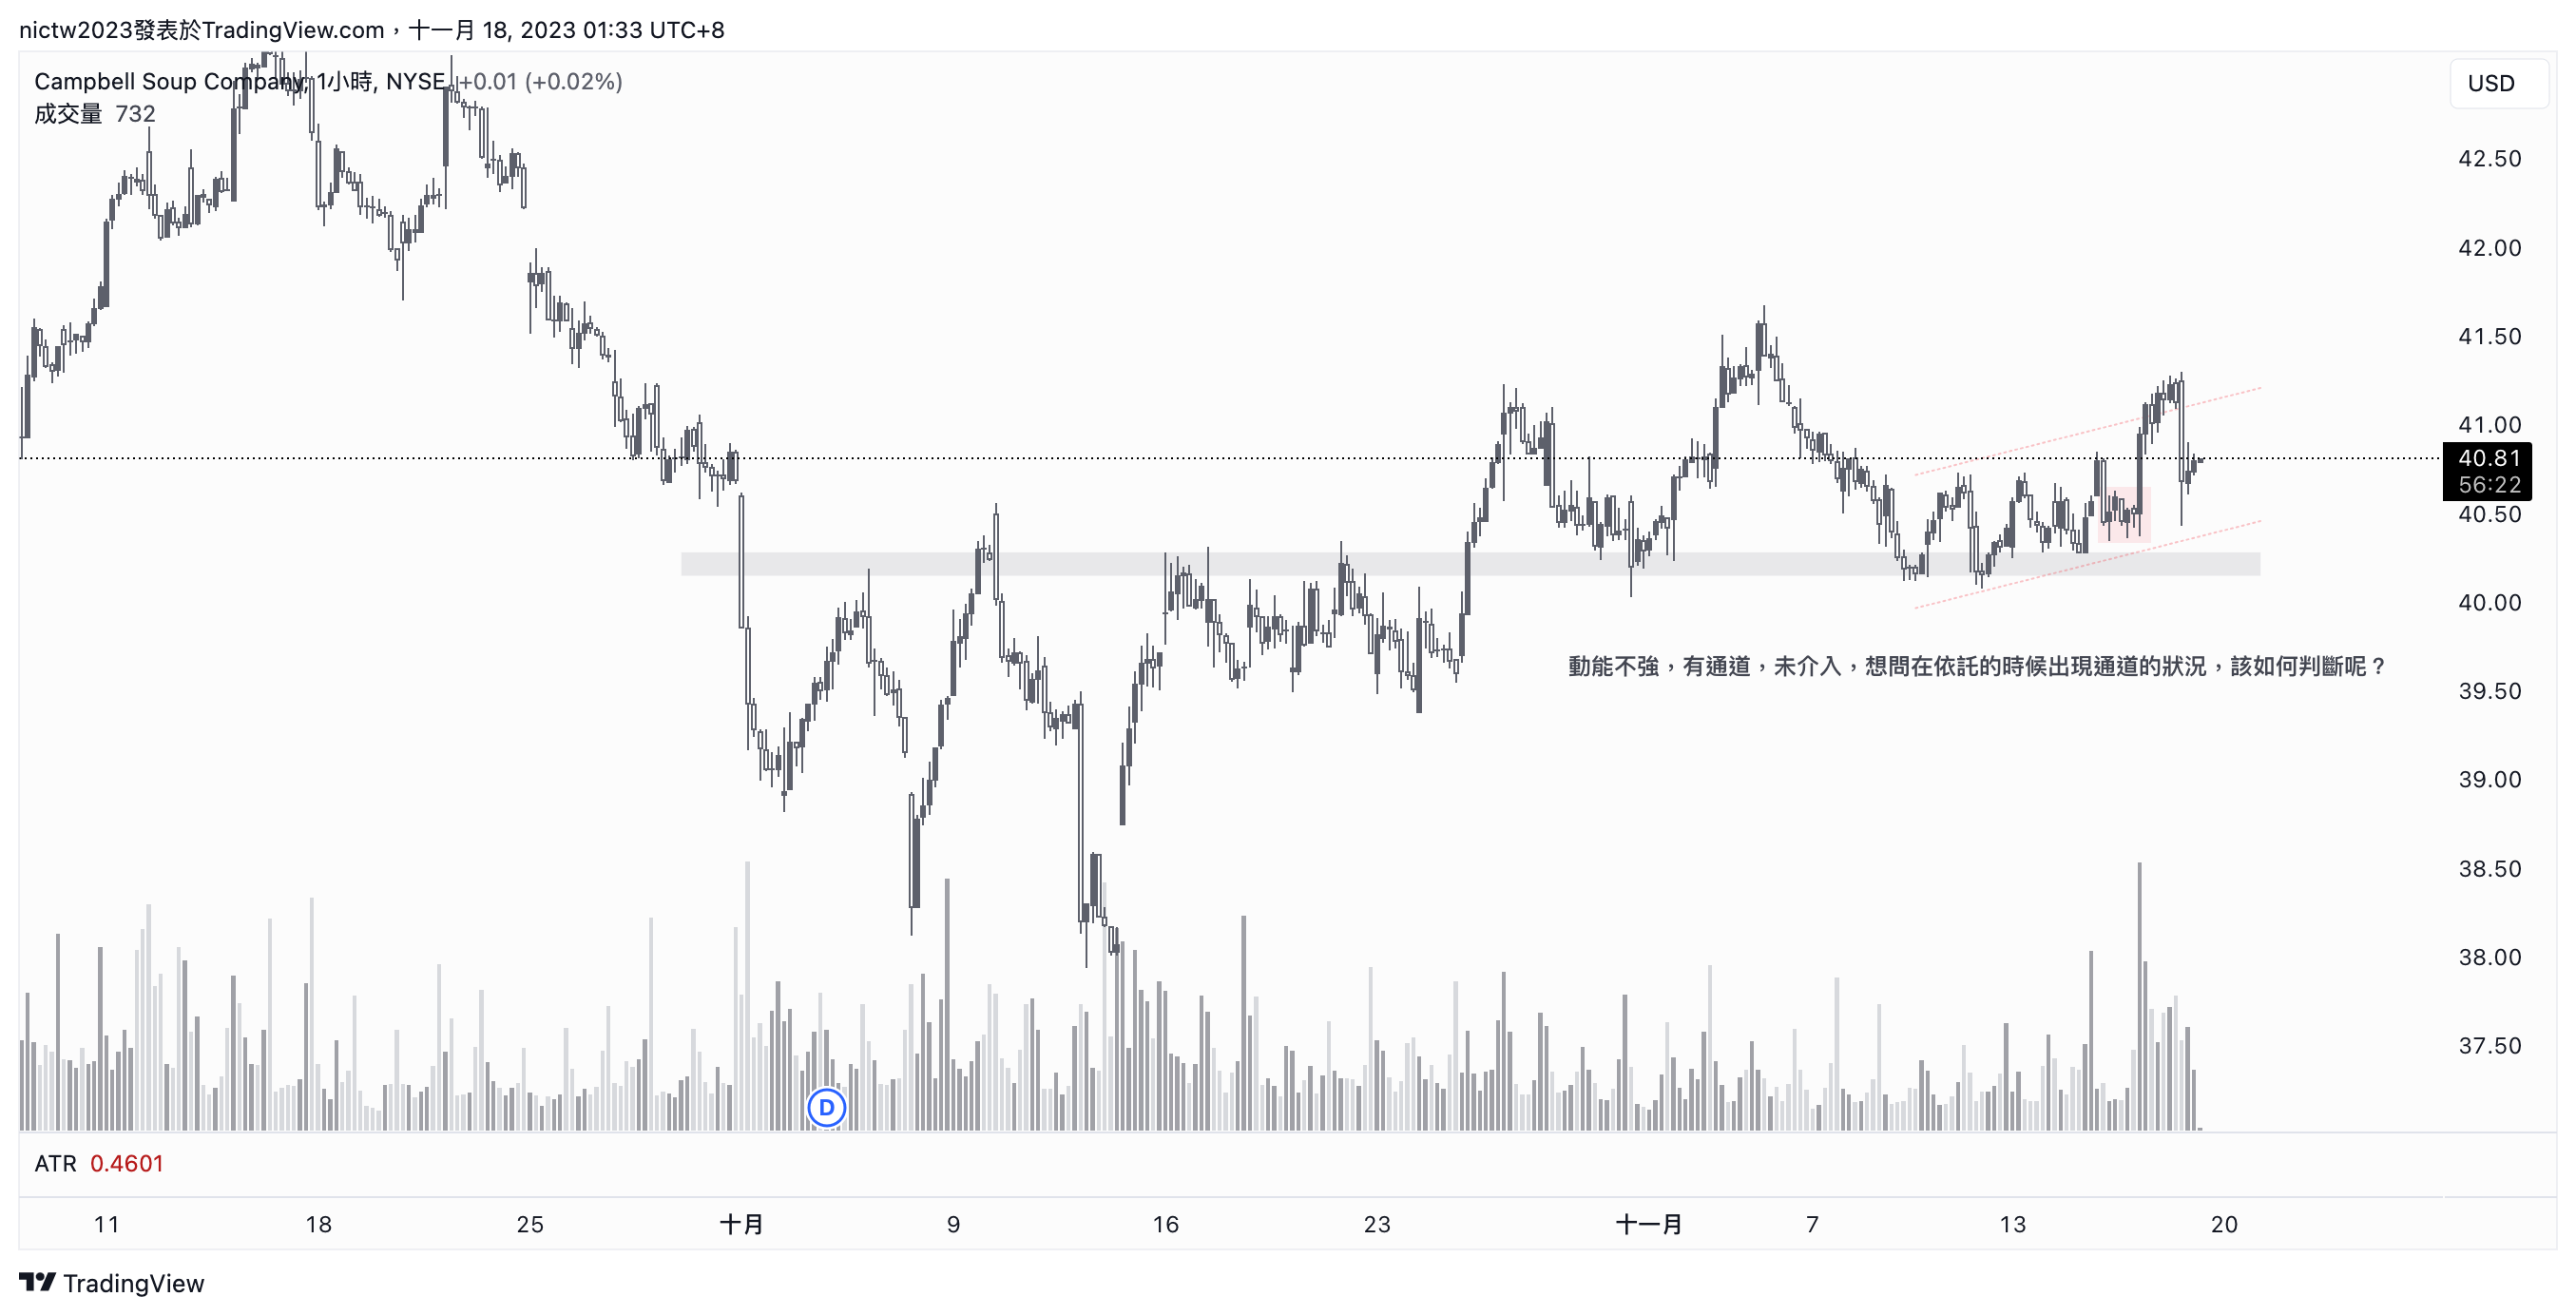 nictw2023發表於TradingView.com，十一月 18, 2023 01:33 UTC+8
Campbell Soup Company, 1小時, NYSE +0.01 (+0.02%)
USD
成交量 732
42.50
42.00
41.50
41.00
40.81
56:22
40.50
40.00
動能不強，有通道，未介入，想問在依託的時候出現通道的狀況，該如何判斷呢？
39.50
39.00
38.50
38.00
37.50
D
ATR 0.4601
11 18 25 十月 9 16 23 十一月 7 13 20
TradingView